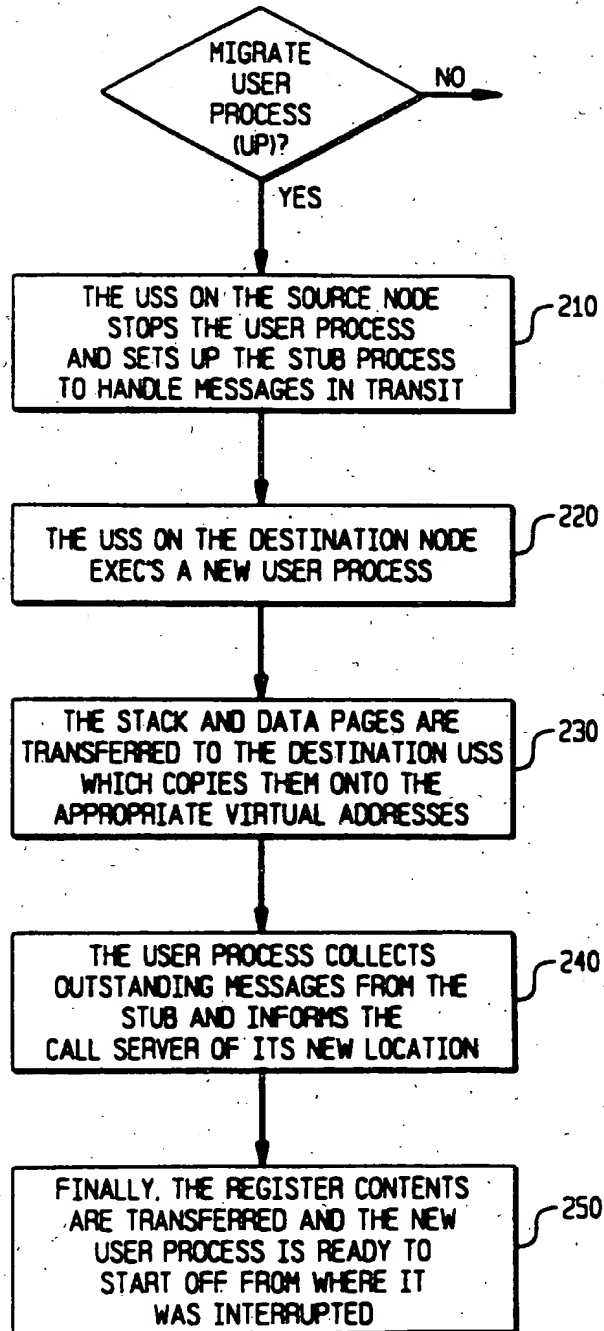 MIGRATE
USER
PROCESS
(UP)?
NO
YES
THE USS ON THE SOURCE NODE
STOPS THE USER PROCESS
AND SETS UP THE STUB PROCESS
TO HANDLE MESSAGES IN TRANSIT
210
THE USS ON THE DESTINATION NODE
EXEC'S A NEW USER PROCESS
220
THE STACK AND DATA PAGES ARE
TRANSFERRED TO THE DESTINATION USS
WHICH COPIES THEM ONTO THE
APPROPRIATE VIRTUAL ADDRESSES
230
THE USER PROCESS COLLECTS
OUTSTANDING MESSAGES FROM THE
STUB AND INFORMS THE
CALL SERVER OF ITS NEW LOCATION
240
FINALLY, THE REGISTER CONTENTS
ARE TRANSFERRED AND THE NEW
USER PROCESS IS READY TO
START OFF FROM WHERE IT
WAS INTERRUPTED
250